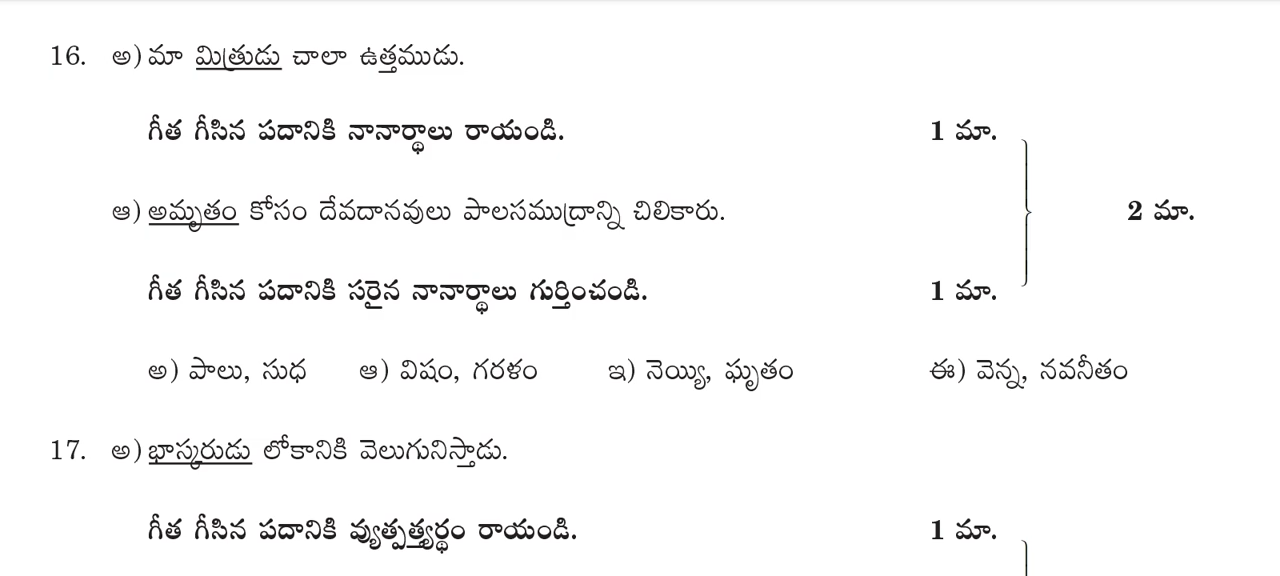 16. అ) మా మిత్రుడు చాలా ఉత్తముడు.
గీత గీసిన పదానికి నానార్థాలు రాయండి. 1 మా.
ఆ) అమృతం కోసం దేవదానవులు పాలసముద్రాన్ని చిలికారు. 2 మా.
గీత గీసిన పదానికి సరైన నానార్థాలు గుర్తించండి. 1 మా.
అ) పాలు, సుధ ఆ) విషం, గరళం ఇ) నెయ్యి, ఘృతం ఈ) వెన్న, నవనీతం
17. అ) భాస్కరుడు లోకానికి వెలుగునిస్తాడు.
గీత గీసిన పదానికి వ్యుత్పత్త్యర్థం రాయండి. 1 మా.